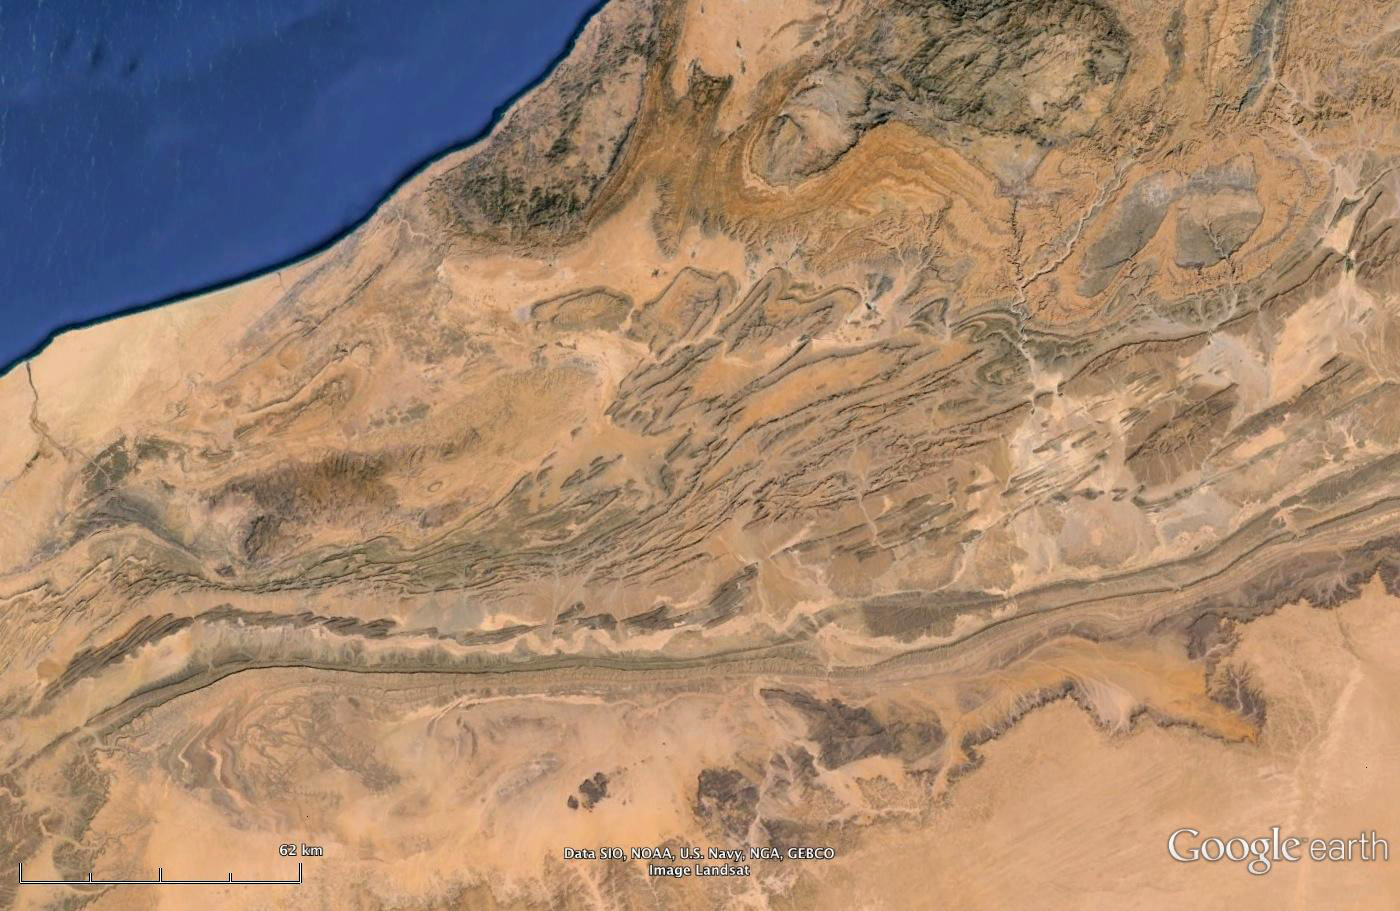 62 km
Data SIO, NOAA, U.S. Navy, NGA, GEBCO
Image Landsat
Google earth